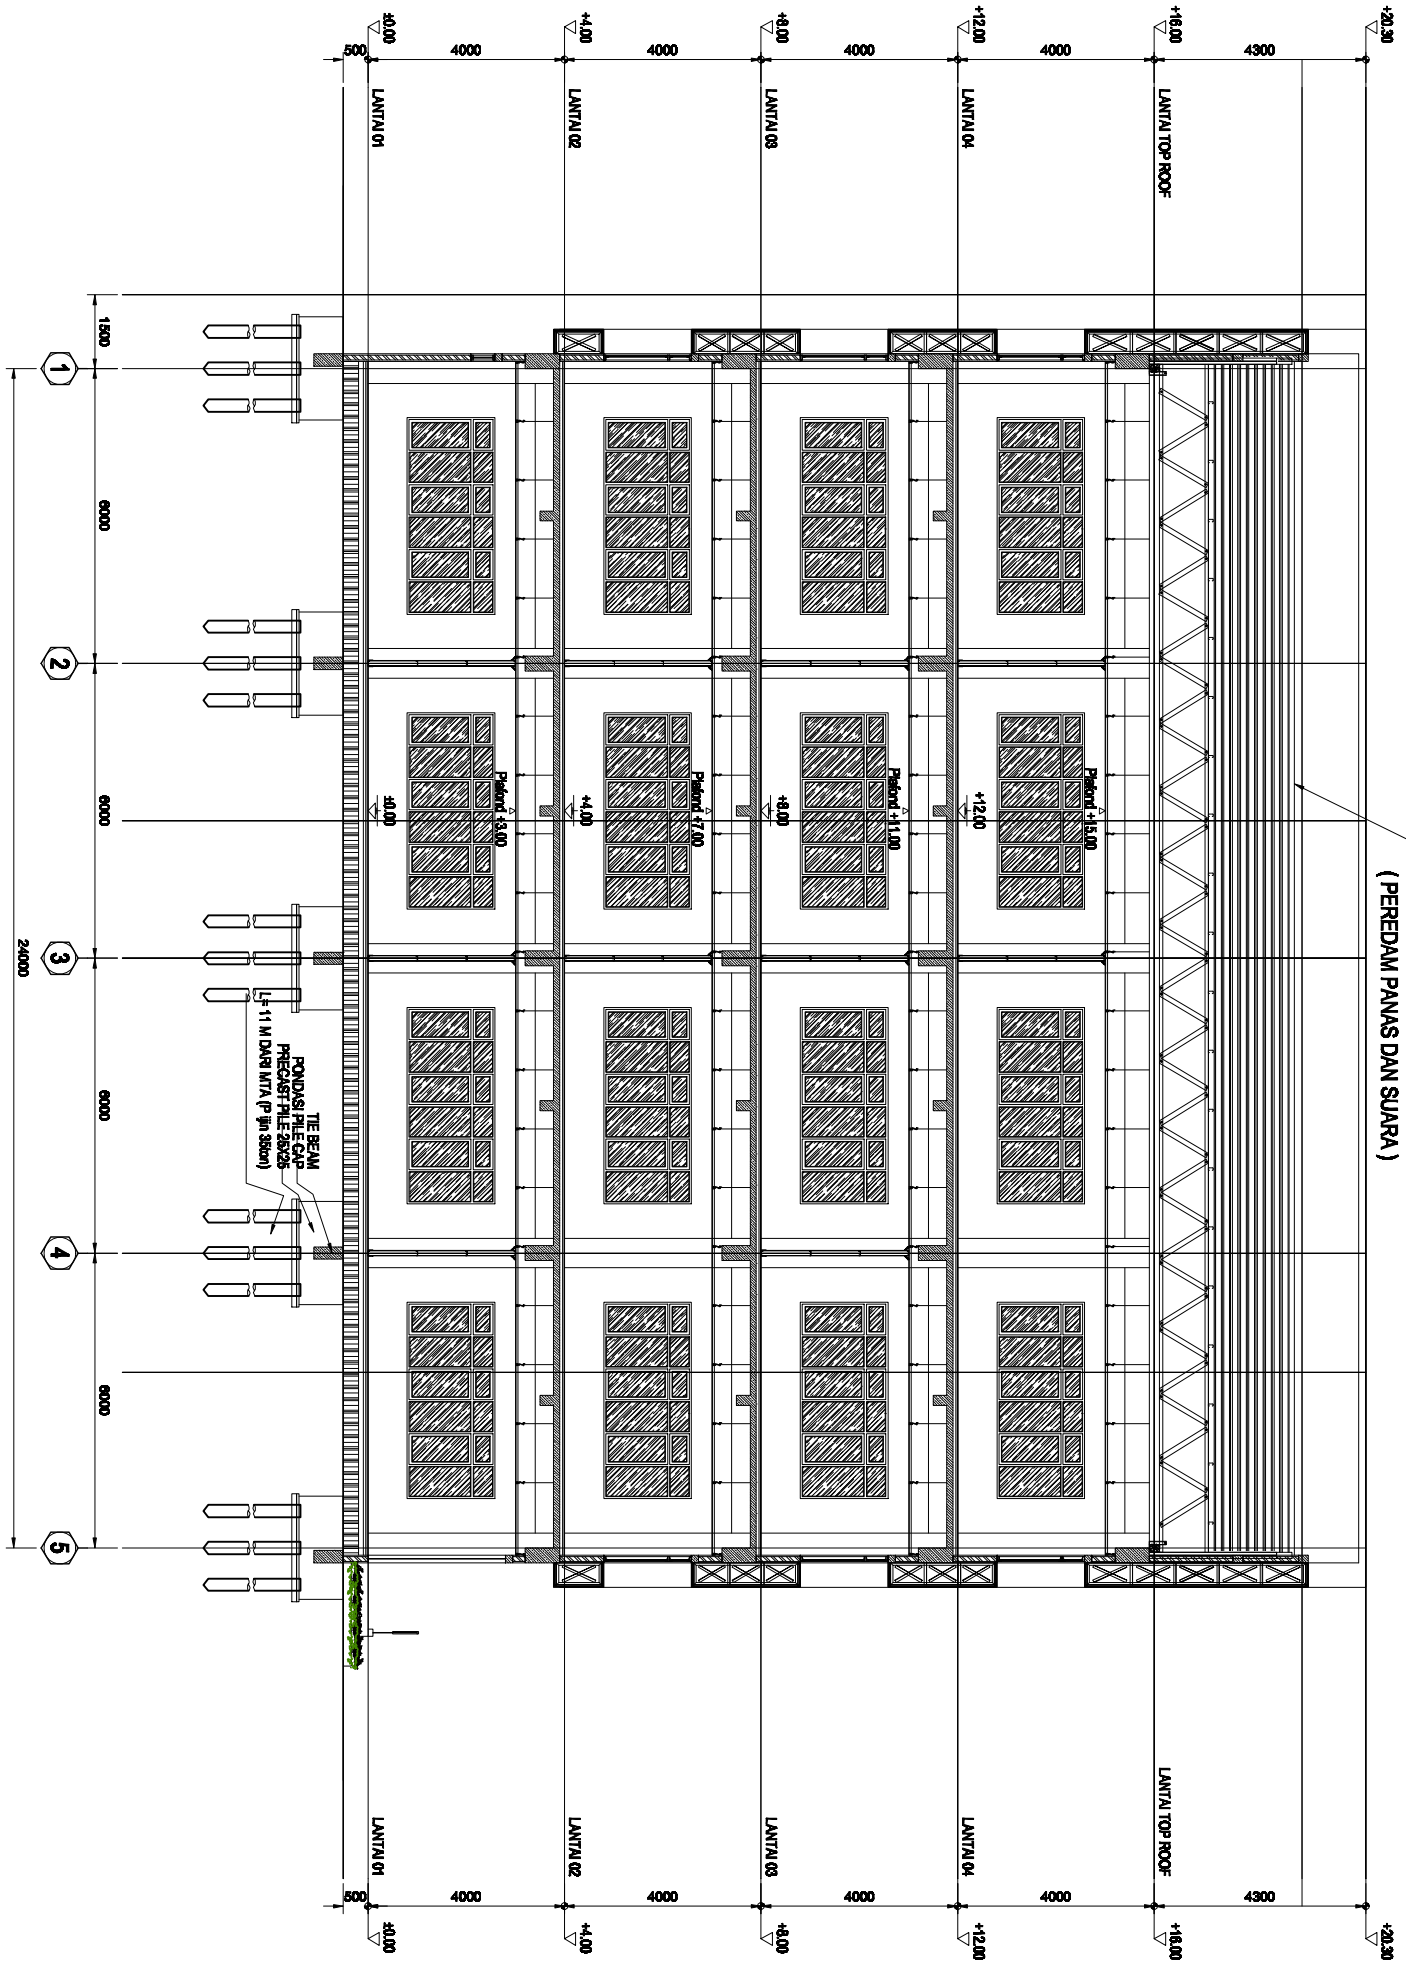 ( PEREDAM PANAS DAN SUARA )
+20.30
4300
+16.00
LANTAI TOP ROOF
4000
+12.00
LANTAI 04
4000
+8.00
LANTAI 03
4000
+4.00
LANTAI 02
4000
±0.00
LANTAI 01
500
Plafond +15.00
+12.00
Plafond +11.00
+8.00
Plafond +7.00
+4.00
Plafond +3.00
±0.00
+20.30
4300
+16.00
LANTAI TOP ROOF
4000
+12.00
LANTAI 04
4000
+8.00
LANTAI 03
4000
+4.00
LANTAI 02
4000
±0.00
LANTAI 01
500
TIE BEAM
PONDASI PILE CAP
PRECAST PILE 25X25
L= 11 M DARI MTA (P ijin 35ton)
1500
6000
6000
6000
6000
1
2
3
4
5
24000